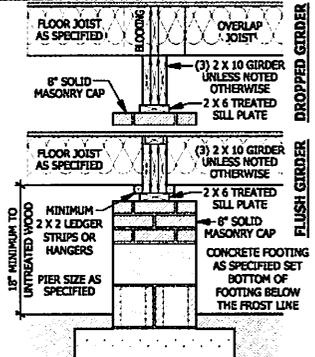 FLOOR JOIST
AS SPECIFIED
BLOCKING
OVERLAP
JOIST
(3) 2 X 10 GIRDER
UNLESS NOTED
OTHERWISE
8" SOLID
MASONRY CAP
2 X 6 TREATED
SILL PLATE
DROPPED GIRDER
FLOOR JOIST
AS SPECIFIED
(3) 2 X 10 GIRDER
UNLESS NOTED
OTHERWISE
2 X 6 TREATED
SILL PLATE
MINIMUM
2 X 2 LEDGER
STRIPS OR
HANGERS
8" SOLID
MASONRY CAP
PIER SIZE AS
SPECIFIED
CONCRETE FOOTING
AS SPECIFIED SET
BOTTOM OF
FOOTING BELOW
THE FROST LINE
18" MINIMUM TO
UNTREATED WOOD
FLUSH GIRDER